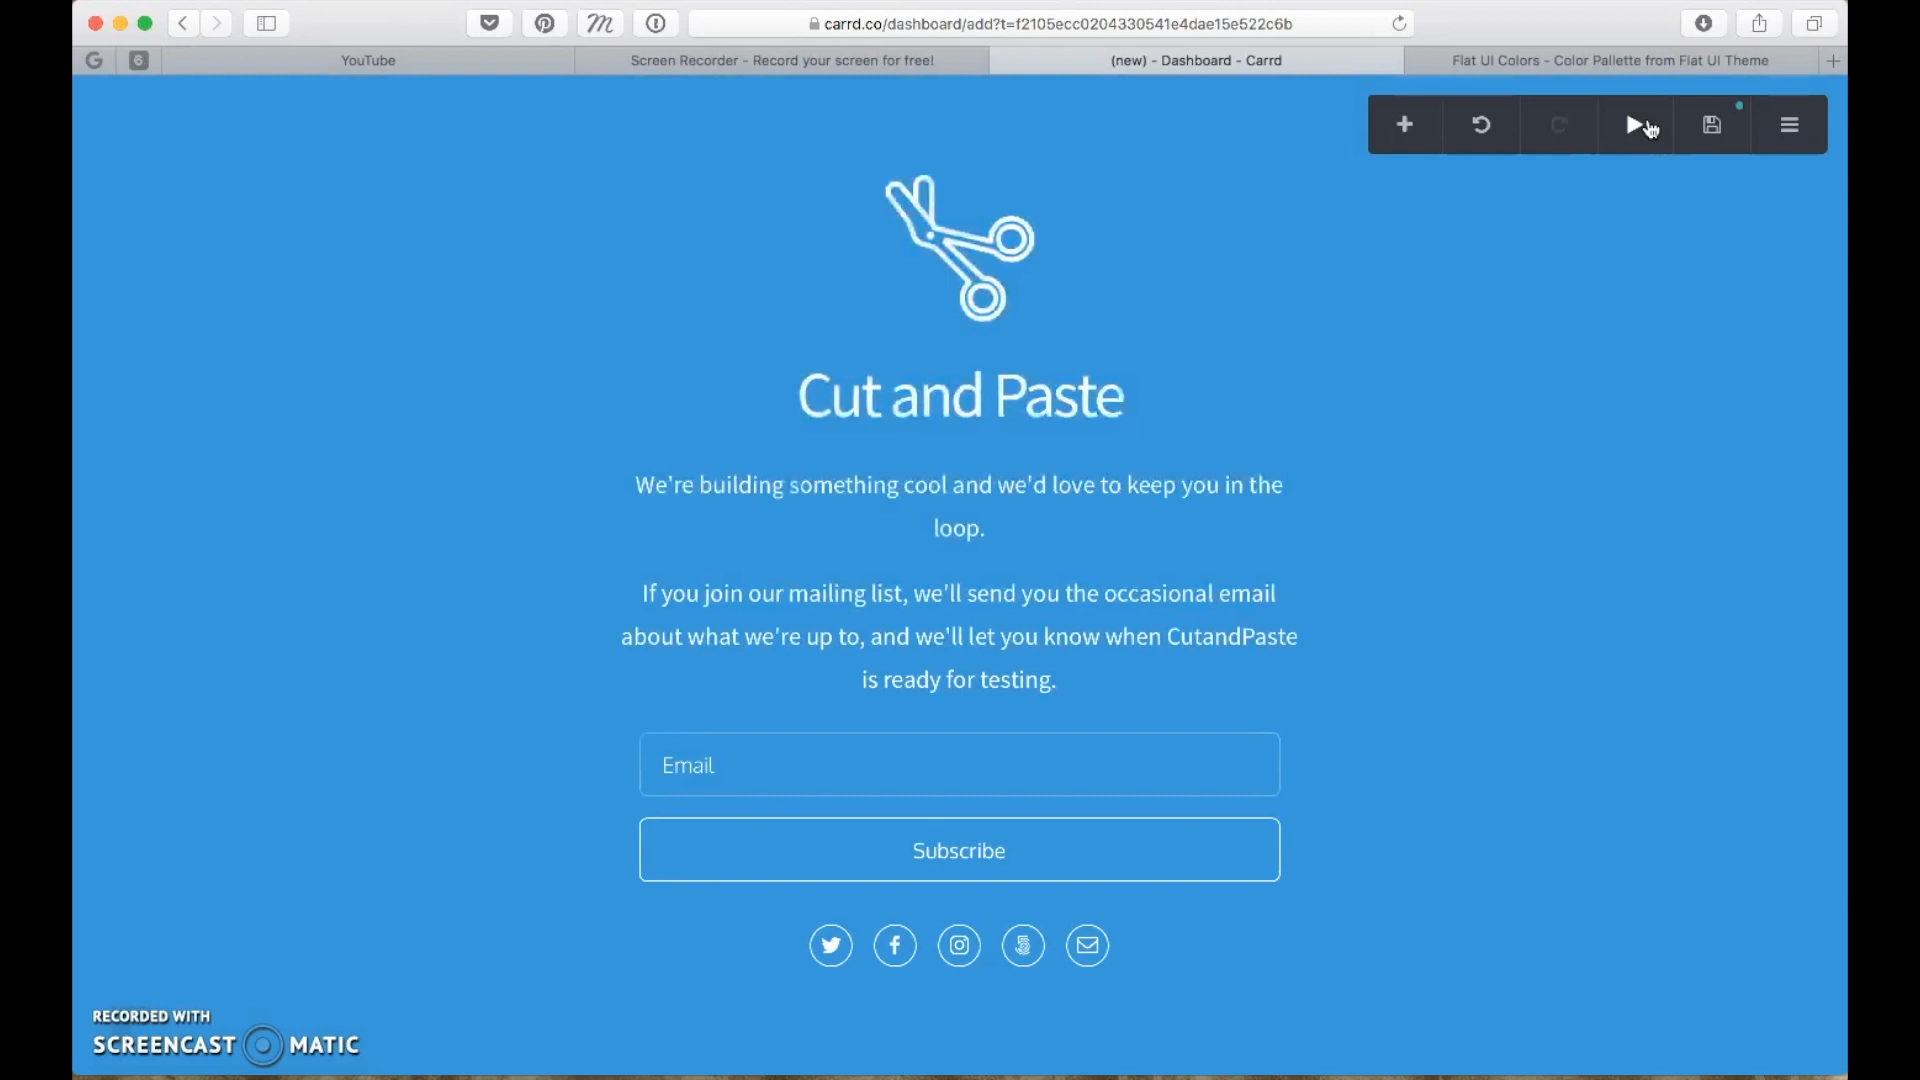 carrd.co/dashboard/add?t=f2105ecc0204330541e4dae15e522c6b
G
6
YouTube
Screen Recorder - Record your screen for free!
(new) - Dashboard - Carrd
Flat UI Colors - Color Pallette from Flat UI Theme
Cut and Paste
We're building something cool and we'd love to keep you in the
loop.
If you join our mailing list, we'll send you the occasional email
about what we're up to, and we'll let you know when CutandPaste
is ready for testing.
Email
Subscribe
RECORDED WITH
SCREENCAST MATIC